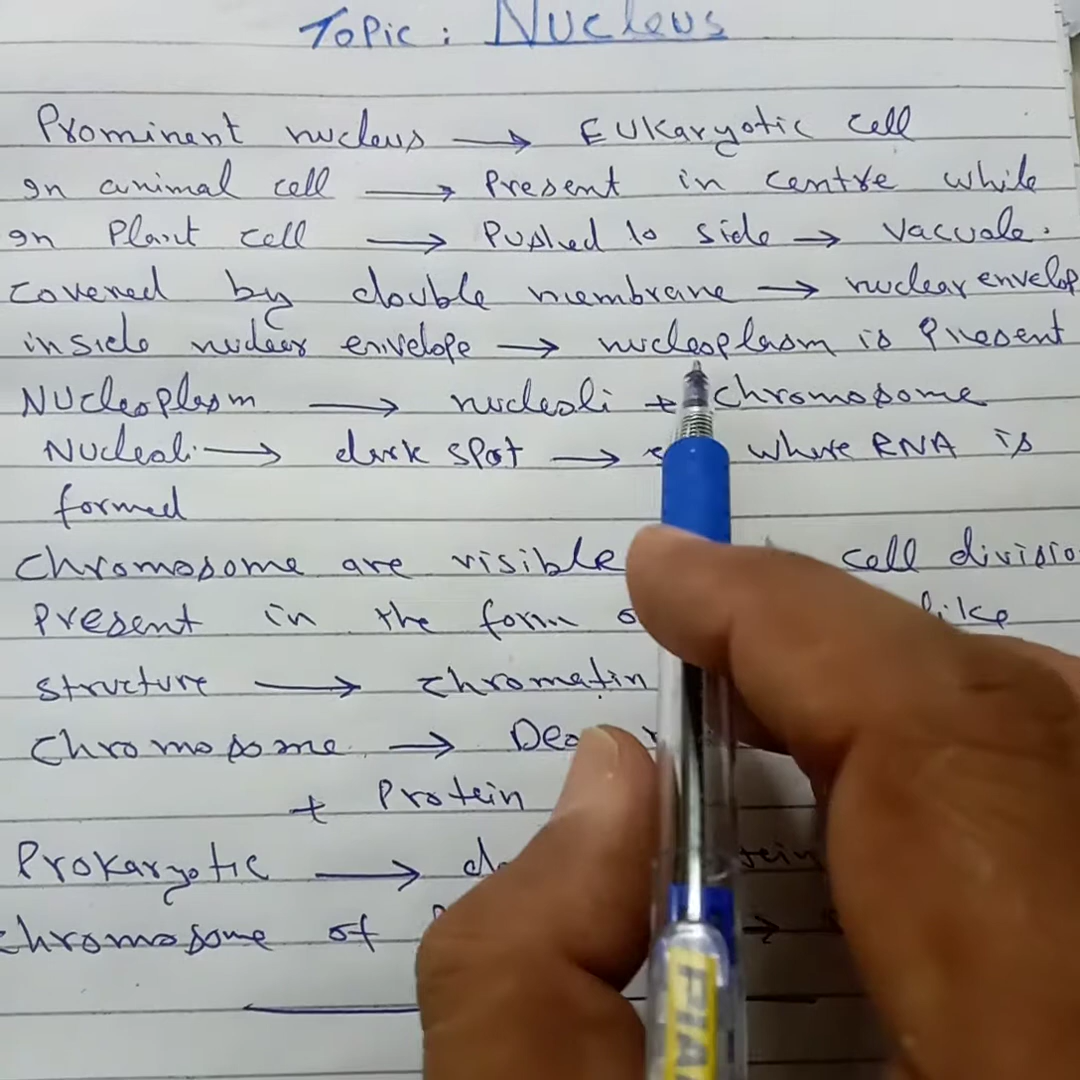 Topic: Nucleus
Prominent nucleus → Eukaryotic cell
In animal cell → Present in centre while
In Plant cell → Pushed to side → Vacuole.
covered by double membrane → nuclear envelop
inside nuclear envelope → nucleoplasm is Present
Nucleoplasm → nucleoli + chromosome
Nucleoli → dark spot → where RNA is
formed
Chromosome are visible cell divisio
Present in the form like
structure → chromatin
Chromosome → Deo
+ Protein
Prokaryotic →
chromosome of →